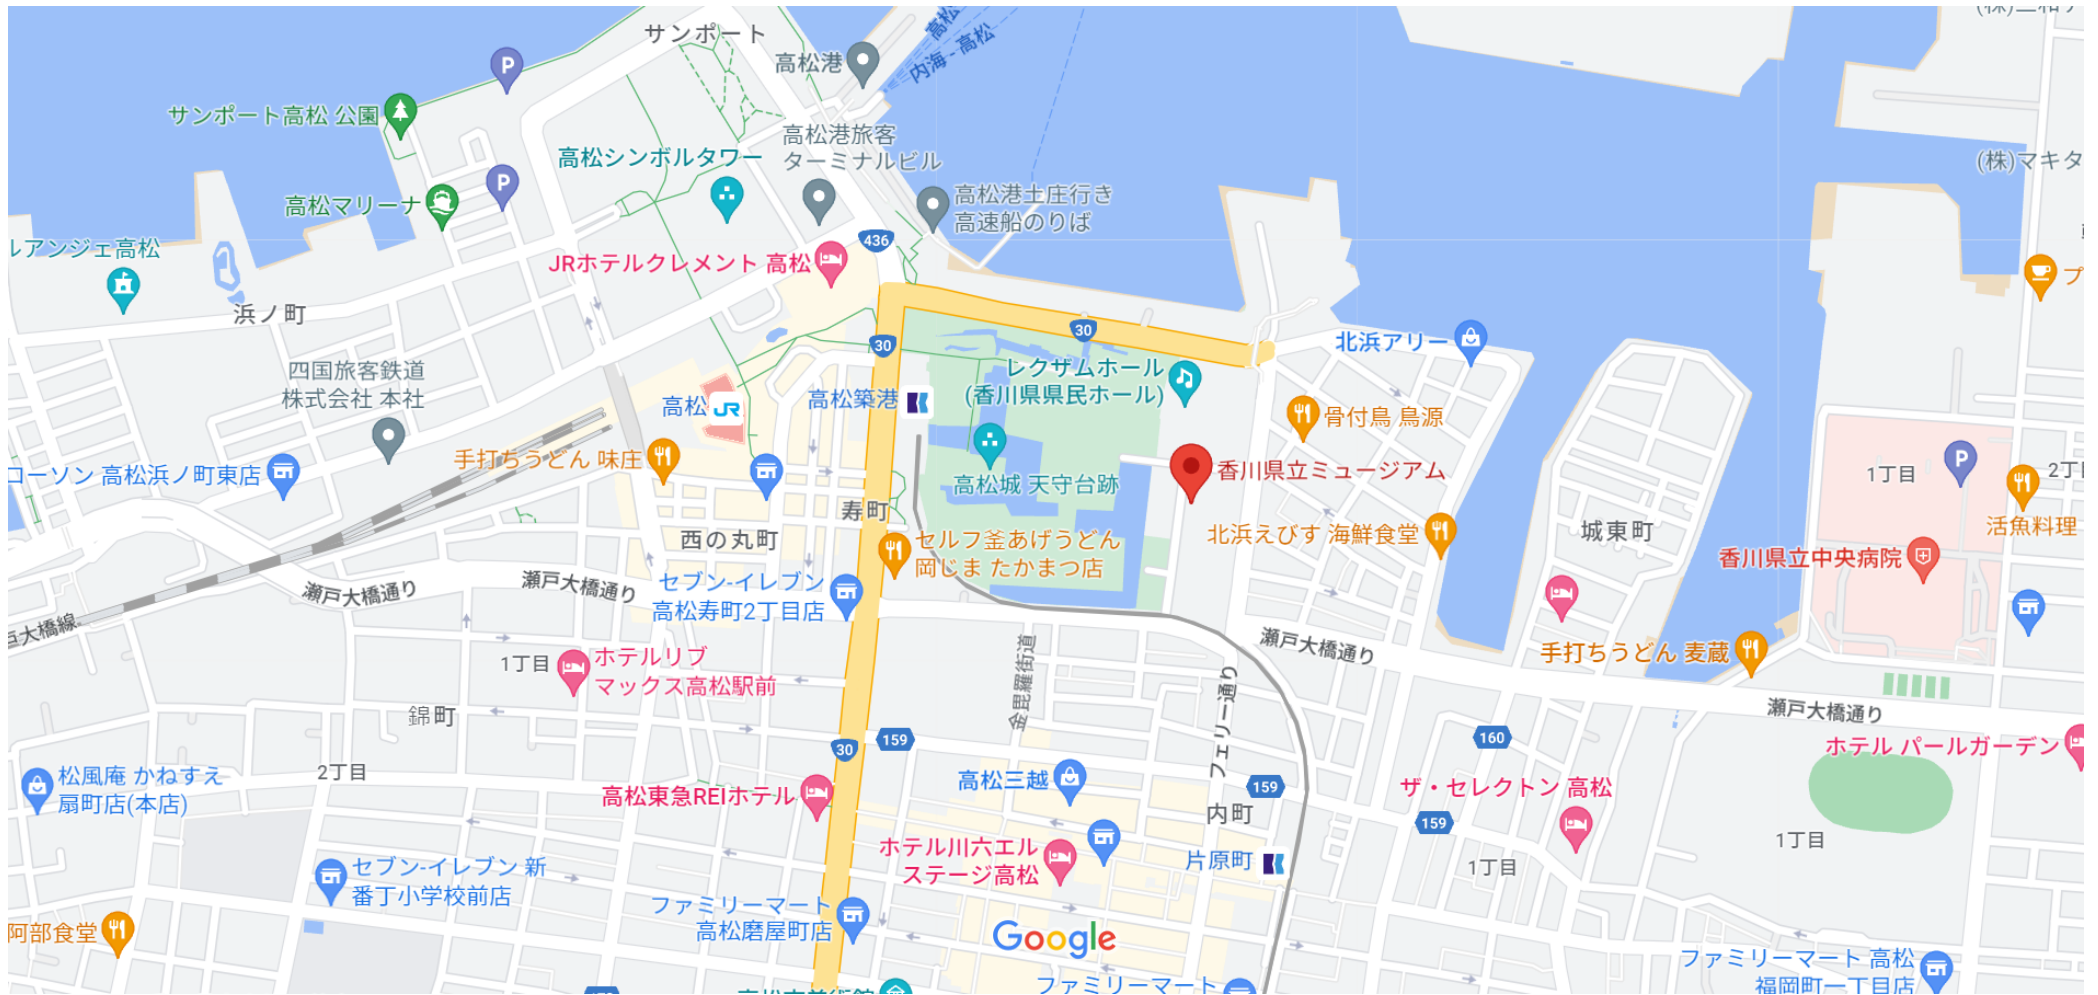 サンポート
高松港
高松
内海-高松
(株)マキタ
P
サンポート高松 公園
高松港旅客
ターミナルビル
高松シンボルタワー
P
高松マリーナ
高松港土庄行き
高速船のりば
ルアンジェ高松
436
JRホテルクレメント 高松
プ
浜ノ町
30
30
北浜アリー
レクザムホール
(香川県県民ホール)
四国旅客鉄道
株式会社 本社
高松
JR
高松築港
骨付鳥 鳥源
手打ちうどん 味庄
ローソン 高松浜ノ町東店
香川県立ミュージアム
高松城 天守台跡
P
1丁目
2丁目
寿町
西の丸町
セルフ釜あげうどん
岡じま たかまつ店
北浜えびす 海鮮食堂
城東町
活魚料理
香川県立中央病院
瀬戸大橋通り
瀬戸大橋通り
セブン-イレブン
高松寿町2丁目店
戸大橋線
瀬戸大橋通り
手打ちうどん 麦蔵
1丁目
ホテルリブ
マックス高松駅前
金毘羅街道
フェリー通り
錦町
瀬戸大橋通り
30
159
160
ホテル パールガーデン
松風庵 かねすえ
扇町店(本店)
2丁目
高松東急REIホテル
高松三越
159
内町
ザ・セレクトン 高松
159
1丁目
ホテル川六エル
ステージ高松
片原町
1丁目
セブン-イレブン 新
番丁小学校前店
ファミリーマート
高松磨屋町店
阿部食堂
Google
ファミリーマート
ファミリーマート 高松
福岡町一丁目店